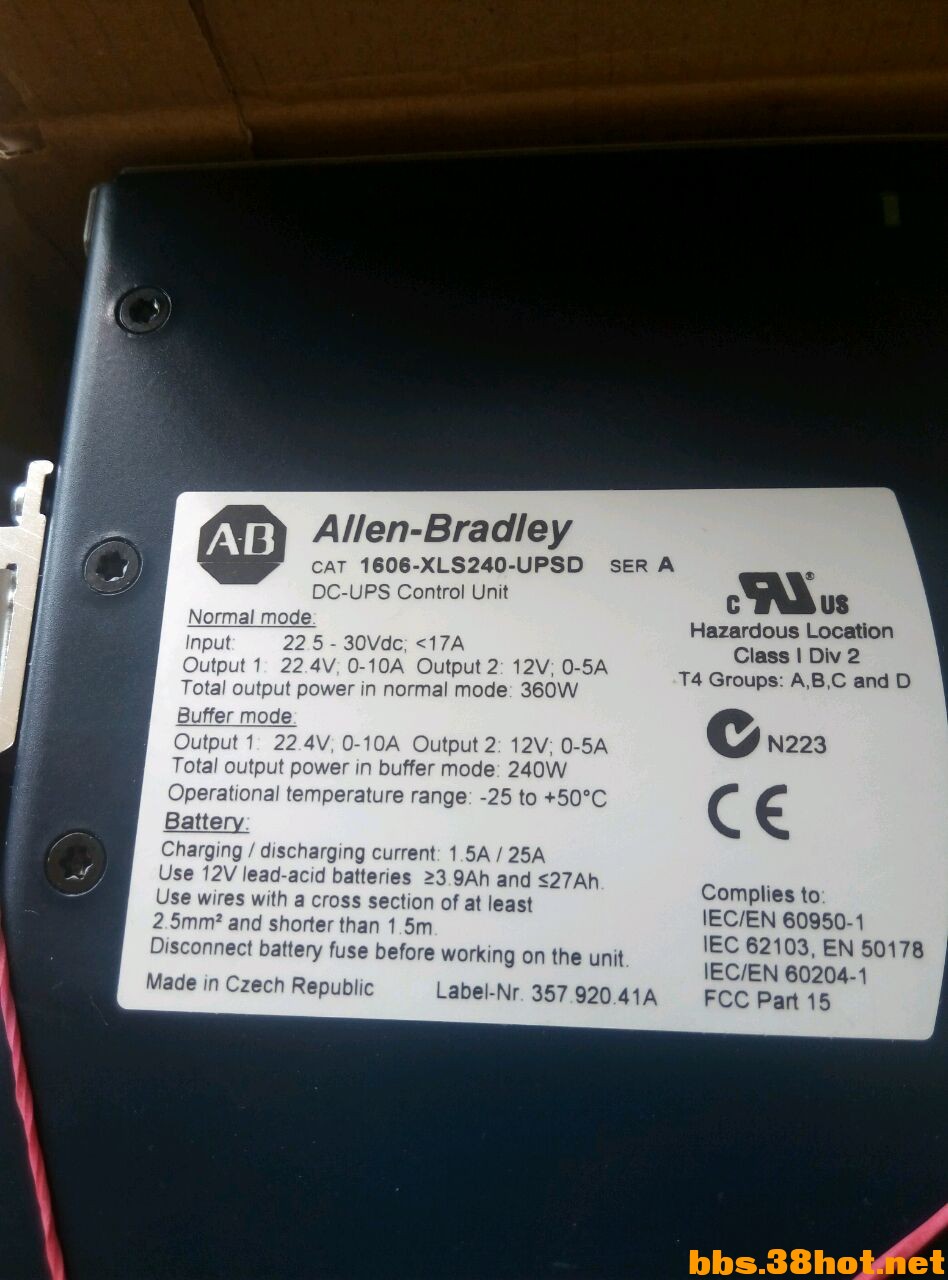 AB
Allen-Bradley
CAT 1606-XLS240-UPSD SER A
DC-UPS Control Unit
Normal mode:
Input: 22.5 - 30Vdc; <17A
Output 1: 22.4V; 0-10A Output 2: 12V; 0-5A
Total output power in normal mode: 360W
Buffer mode:
Output 1: 22.4V; 0-10A Output 2: 12V; 0-5A
Total output power in buffer mode: 240W
Operational temperature range: -25 to +50°C
Battery:
Charging / discharging current: 1.5A / 25A
Use 12V lead-acid batteries ≥3.9Ah and ≤27Ah.
Use wires with a cross section of at least
2.5mm² and shorter than 1.5m.
Disconnect battery fuse before working on the unit.
Made in Czech Republic Label-Nr. 357.920.41A
c RU® US
Hazardous Location
Class I Div 2
T4 Groups: A,B,C and D
N223
CE
Complies to:
IEC/EN 60950-1
IEC 62103, EN 50178
IEC/EN 60204-1
FCC Part 15
bbs.38hot.net